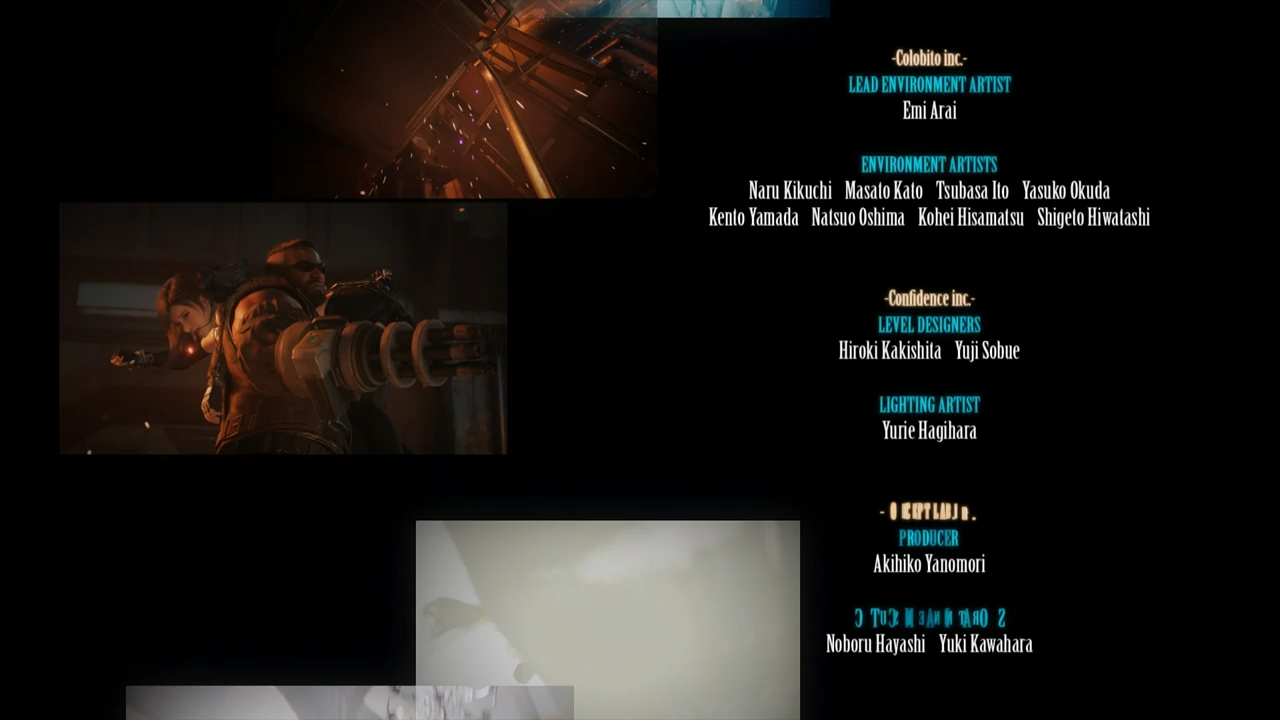 -Colobito inc.-
LEAD ENVIRONMENT ARTIST
Emi Arai
ENVIRONMENT ARTISTS
Naru Kikuchi Masato Kato Tsubasa Ito Yasuko Okuda
Kento Yamada Natsuo Oshima Kohei Hisamatsu Shigeto Hiwatashi
-Confidence inc.-
LEVEL DESIGNERS
Hiroki Kakishita Yuji Sobue
LIGHTING ARTIST
Yurie Hagihara
PRODUCER
Akihiko Yanomori
Noboru Hayashi Yuki Kawahara